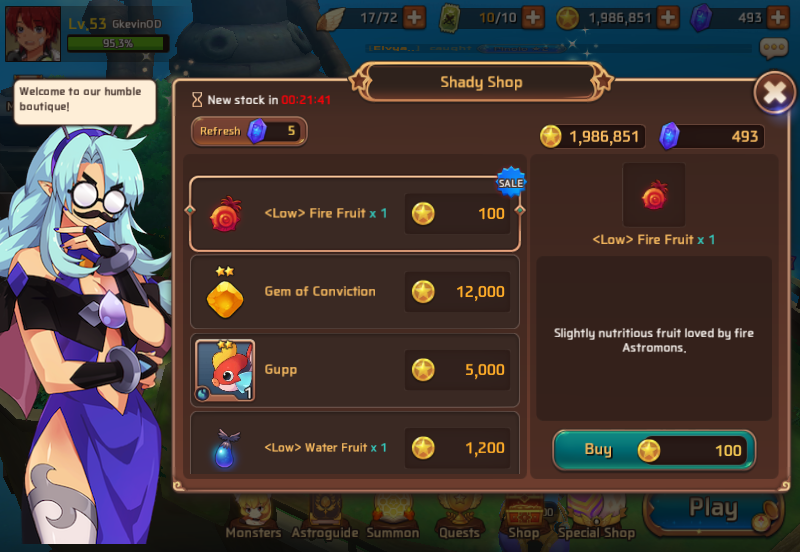 Lv.53 GkevinOD
95.3%
17/72
10/10
1,986,851
493
Welcome to our humble
boutique!
Shady Shop
New stock in 00:21:41
Refresh 5
1,986,851
493
SALE
<Low> Fire Fruit x 1
100
Gem of Conviction
12,000
Gupp
1
5,000
<Low> Water Fruit x 1
1,200
<Low> Fire Fruit x 1
Slightly nutritious fruit loved by fire
Astromons.
Buy 100
Monsters
Astroguide
Summon
Quests
Shop
Special Shop
Play